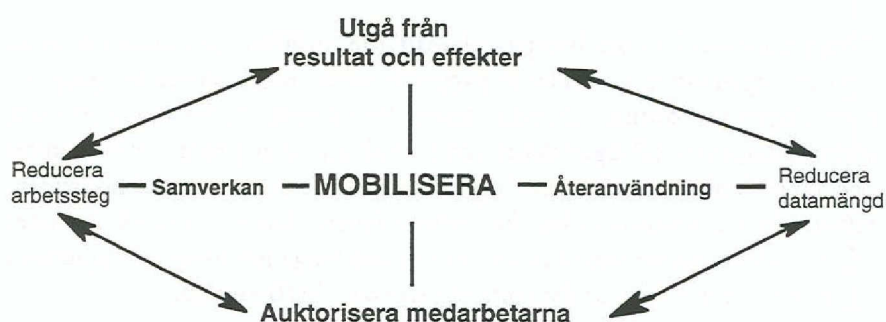 Utgå från
resultat och effekter
Reducera
arbetssteg
Samverkan
MOBILISERA
Återanvändning
Reducera
datamängd
Auktorisera medarbetarna